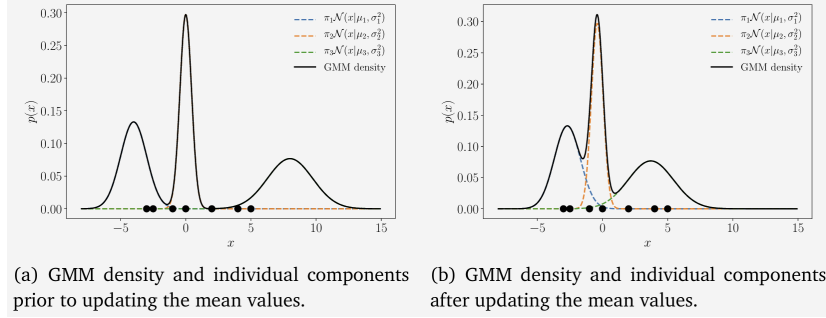 0.30
0.25
0.20
0.15
0.10
0.05
0.00
p(x)
−5
0
5
10
15
x
π₁𝒩(x|μ₁, σ₁²)
π₂𝒩(x|μ₂, σ₂²)
π₃𝒩(x|μ₃, σ₃²)
GMM density
0.30
0.25
0.20
0.15
0.10
0.05
0.00
p(x)
−5
0
5
10
15
x
π₁𝒩(x|μ₁, σ₁²)
π₂𝒩(x|μ₂, σ₂²)
π₃𝒩(x|μ₃, σ₃²)
GMM density
(a) GMM density and individual components
prior to updating the mean values.
(b) GMM density and individual components
after updating the mean values.